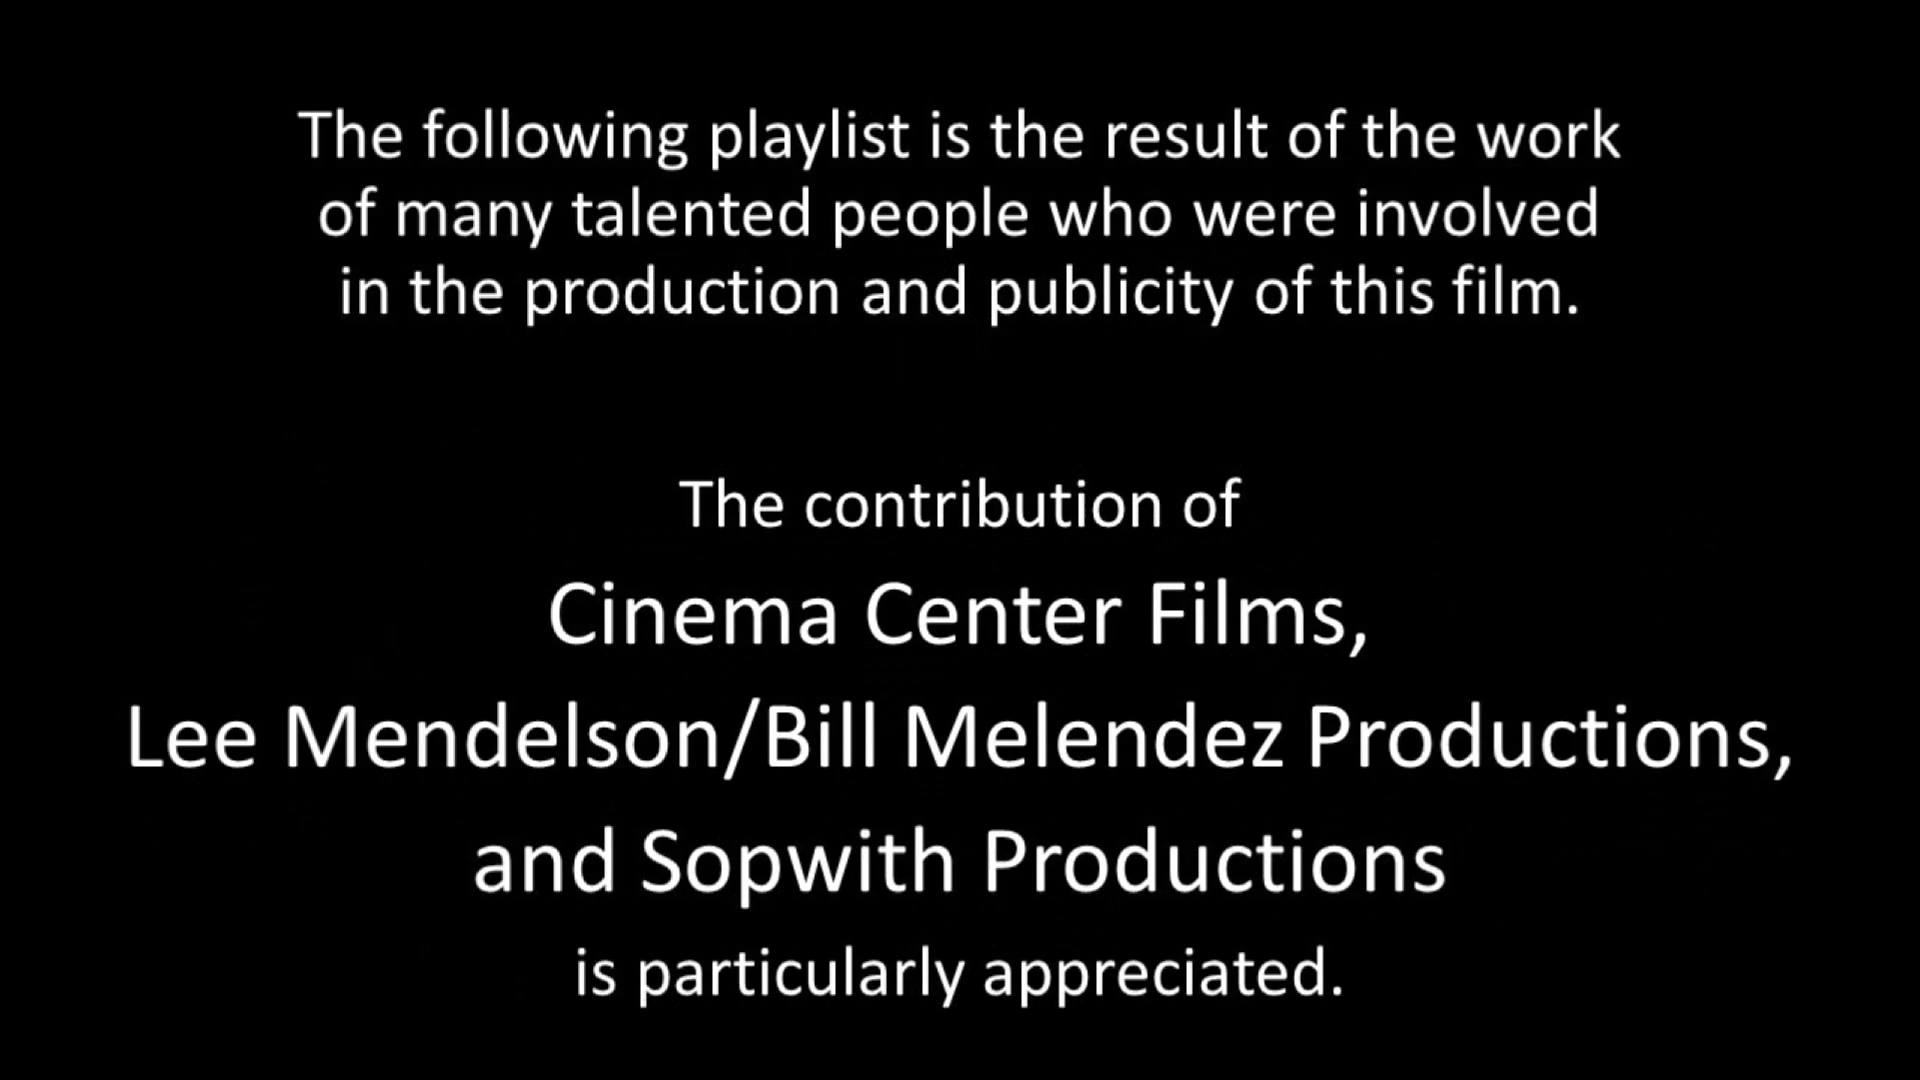 The following playlist is the result of the work
of many talented people who were involved
in the production and publicity of this film.
The contribution of
Cinema Center Films,
Lee Mendelson/Bill Melendez Productions,
and Sopwith Productions
is particularly appreciated.